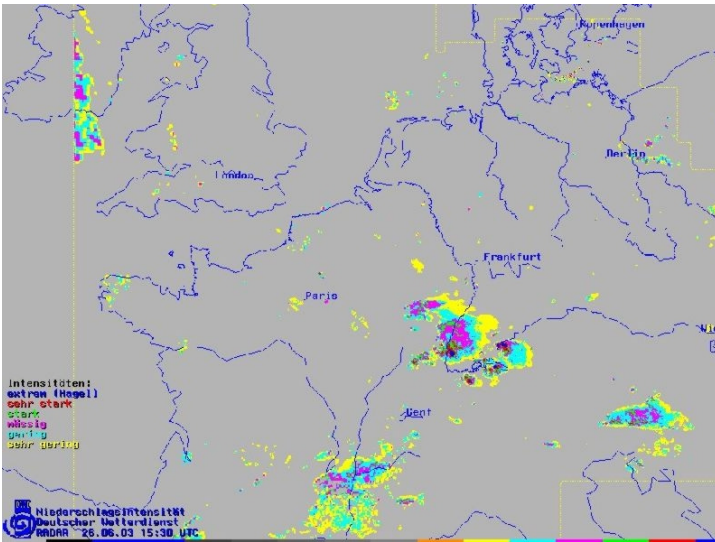 Kopenhagen
Berlin
London
Frankfurt
Paris
Genf
Intensitäten:
extrem (Hagel)
sehr stark
stark
mässig
gering
sehr gering
Niederschlagsintensität
Deutscher Wetterdienst
RADAR 26.06.03 15:30 UTC